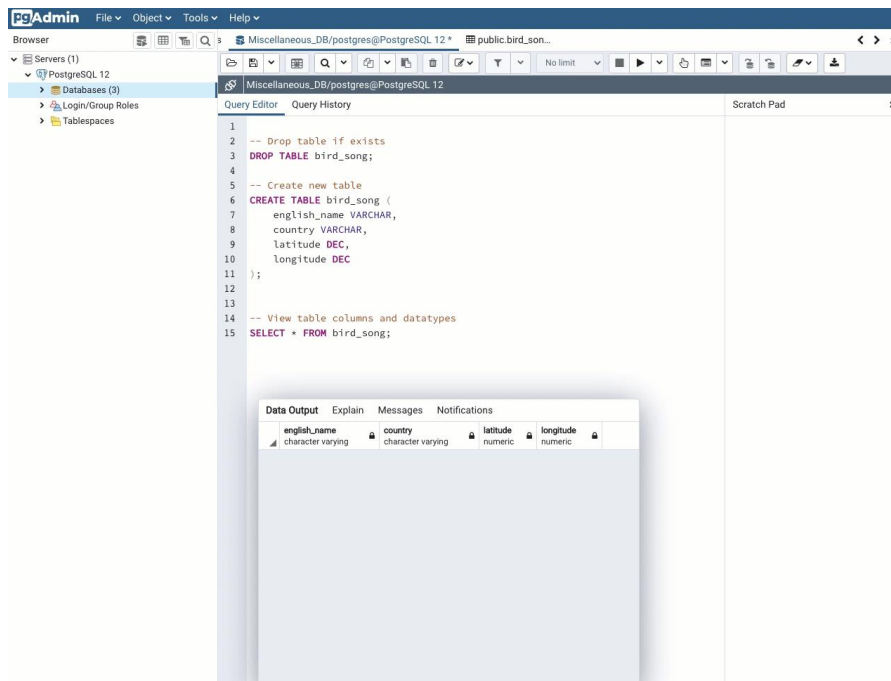 pgAdmin File Object Tools Help
Browser
s Miscellaneous_DB/postgres@PostgreSQL 12 * public.bird_son...
Servers (1)
PostgreSQL 12
Databases (3)
Login/Group Roles
Tablespaces
No limit
Miscellaneous_DB/postgres@PostgreSQL 12
Query Editor Query History
Scratch Pad
1
2 -- Drop table if exists
3 DROP TABLE bird_song;
4
5 -- Create new table
6 CREATE TABLE bird_song (
7 english_name VARCHAR,
8 country VARCHAR,
9 latitude DEC,
10 longitude DEC
11 );
12
13
14 -- View table columns and datatypes
15 SELECT * FROM bird_song;
Data Output Explain Messages Notifications
english_name country latitude longitude
character varying character varying numeric numeric